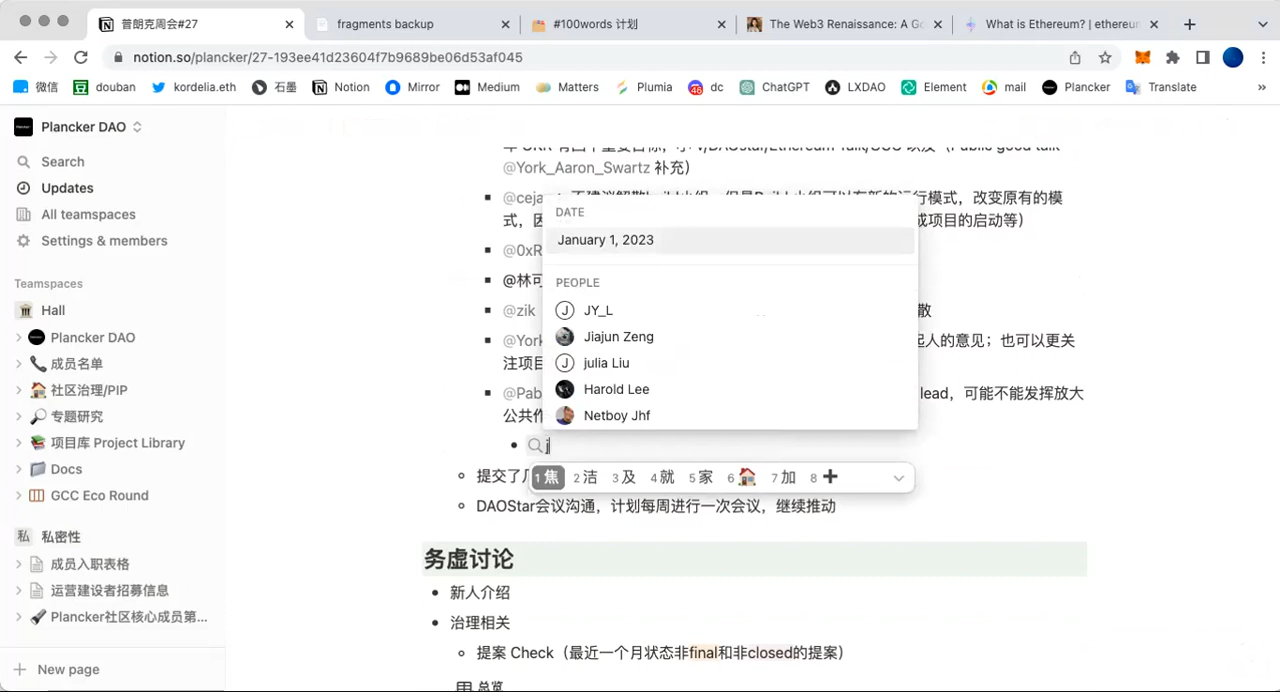 普朗克周会#27
fragments backup
#100words 计划
The Web3 Renaissance: A Go
What is Ethereum? | ethereum
notion.so/plancker/27-193ee41d23604f7b9689be06d53af045
微信
douban
kordelia.eth
石墨
Notion
Mirror
Medium
Matters
Plumia
48
dc
ChatGPT
LXDAO
Element
mail
Plancker
Translate
Plancker DAO
Search
Updates
All teamspaces
Settings & members
Teamspaces
Hall
Plancker DAO
成员名单
社区治理/PIP
专题研究
项目库 Project Library
Docs
GCC Eco Round
私 私密性
成员入职表格
运营建设者招募信息
Plancker社区核心成员第...
New page
@York_Aaron_Swartz 补充）
@ceja
运行模式，改变原有的模
式，
成项目的启动等）
@0xR
@林可
@zik
散
@York
起人的意见；也可以更关
注项目
@Pab
lead，可能不能发挥放大
公共作
DATE
January 1, 2023
PEOPLE
J JY_L
Jiajun Zeng
J julia Liu
Harold Lee
Netboy Jhf
j
1 焦 2 洁 3 及 4 就 5 家 6 🏠 7 加 8 ➕
提交了
DAOStar会议沟通，计划每周进行一次会议，继续推动
务虚讨论
新人介绍
治理相关
提案 Check（最近一个月状态非final和非closed的提案）
总览